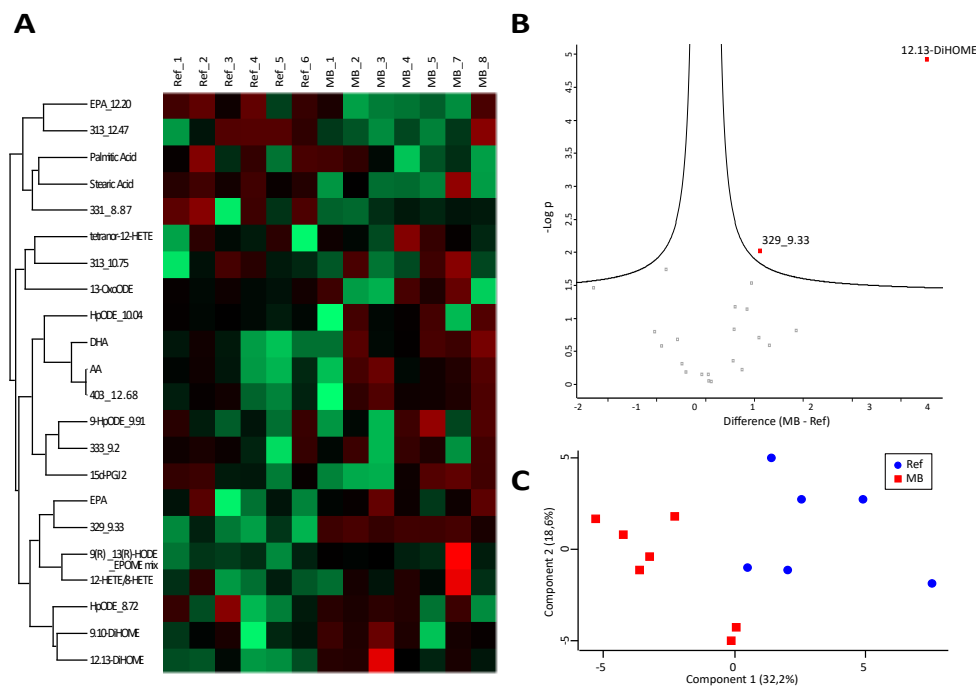 A
Ref_1 Ref_2 Ref_3 Ref_4 Ref_5 Ref_6 MB_1 MB_2 MB_3 MB_4 MB_5 MB_7 MB_8
EPA_12.20
313_12.47
Palmitic Acid
Stearic Acid
331_8.87
tetranor-12-HETE
313_10.75
13-OxoODE
HpODE_10.04
DHA
AA
403_12.68
9-HpODE_9.91
333_9.2
15d-PGJ2
EPA
329_9.33
9(R)_13(R)-HODE
_EPOME mix
12-HETE/8-HETE
HpODE_8.72
9.10-DiHOME
12.13-DiHOME
B
12.13-DiHOME
329_9.33
-Log p
5
4.5
4
3.5
3
2.5
2
1.5
1
0.5
0
-2 -1 0 1 2 3 4
Difference (MB - Ref)
C
Ref
MB
Component 2 (18,6%)
5
0
-5
-5 0 5
Component 1 (32,2%)